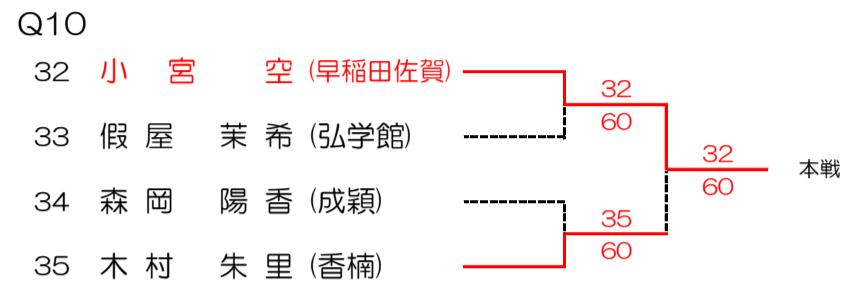 Q10
32 小 宮 空 (早稲田佐賀)
32
60
33 假 屋 茉 希 (弘学館)
32
60
本戦
34 森 岡 陽 香 (成穎)
35
60
35 木 村 朱 里 (香楠)